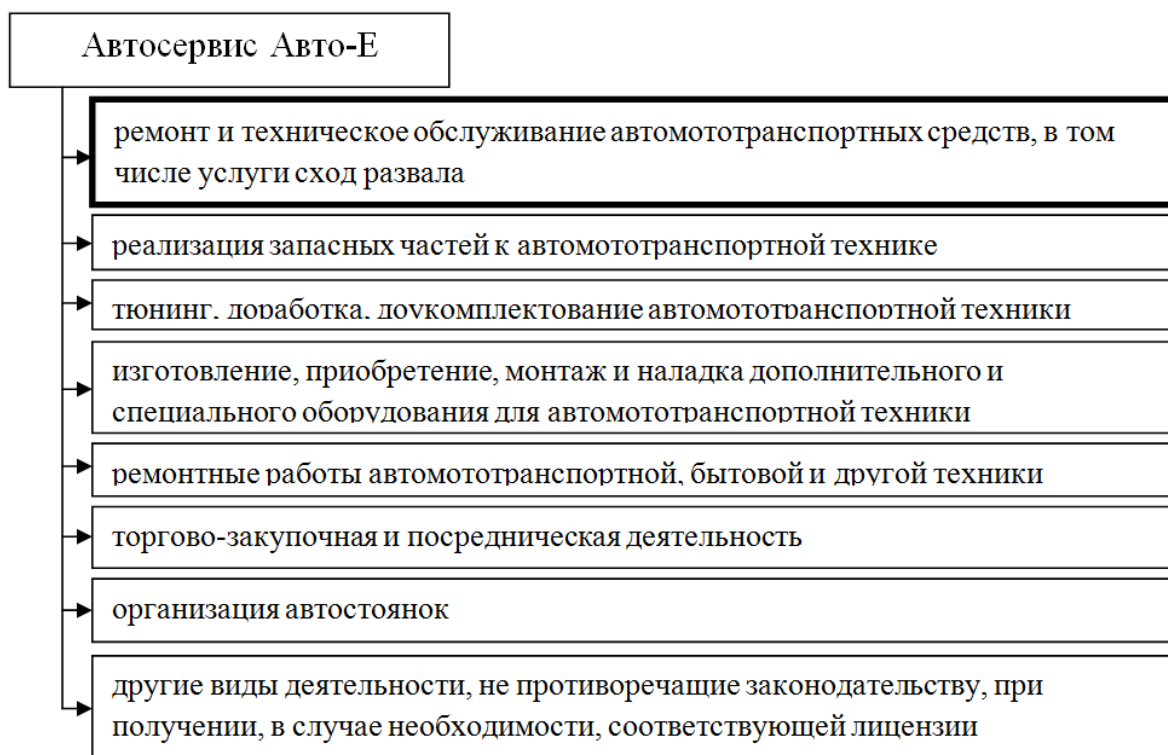 Автосервис Авто-Е
ремонт и техническое обслуживание автомототранспортных средств, в том
числе услуги сход развала
реализация запасных частей к автомототранспортной технике
тюнинг, доработка, доукомплектование автомототранспортной техники
изготовление, приобретение, монтаж и наладка дополнительного и
специального оборудования для автомототранспортной техники
ремонтные работы автомототранспортной, бытовой и другой техники
торгово-закупочная и посредническая деятельность
организация автостоянок
другие виды деятельности, не противоречащие законодательству, при
получении, в случае необходимости, соответствующей лицензии